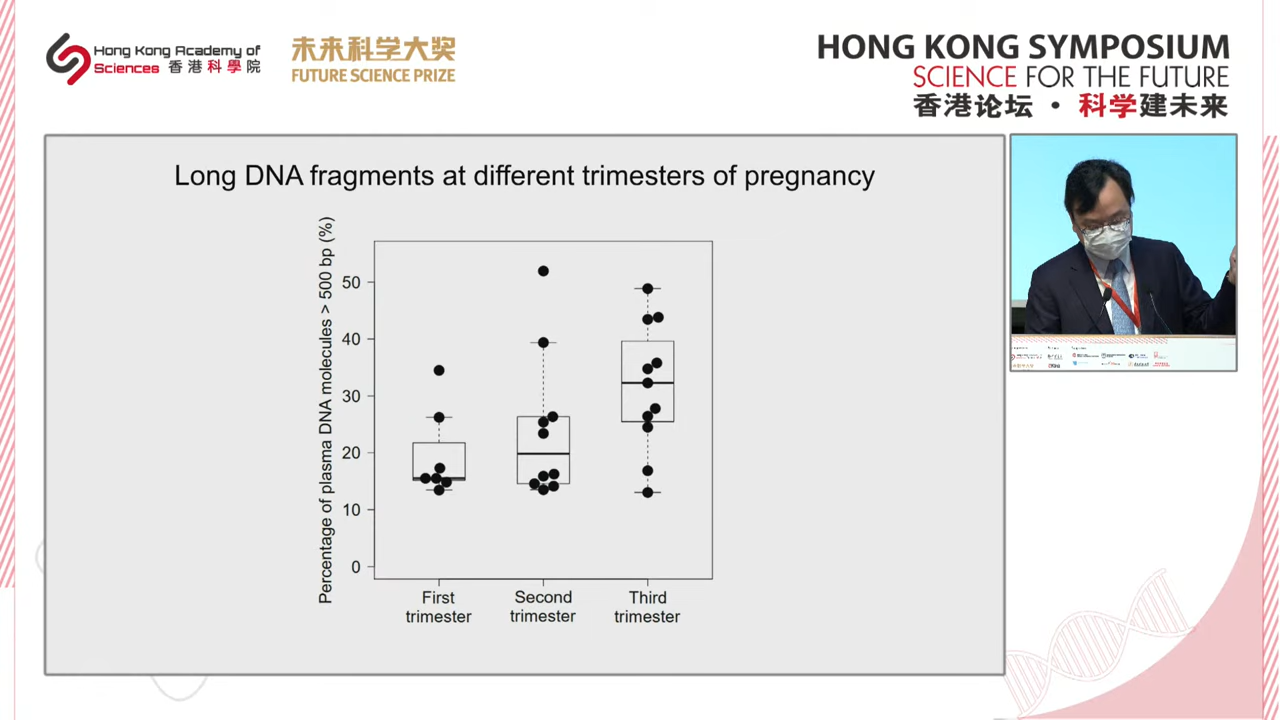 Hong Kong Academy of
Sciences 香港科學院
未来科学大奖
FUTURE SCIENCE PRIZE
HONG KONG SYMPOSIUM
SCIENCE FOR THE FUTURE
香港论坛 · 科学建未来
Long DNA fragments at different trimesters of pregnancy
Percentage of plasma DNA molecules > 500 bp (%)
50
40
30
20
10
0
First
trimester
Second
trimester
Third
trimester